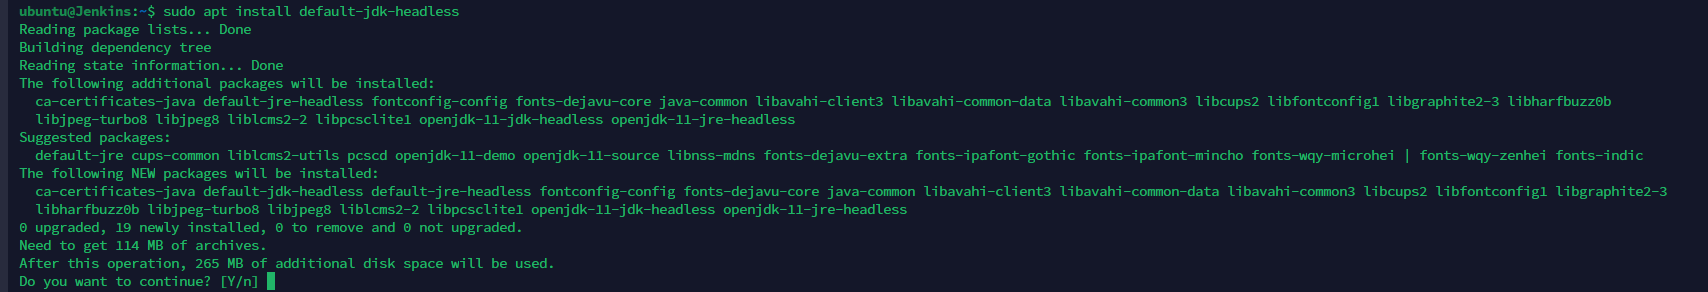 ubuntu@Jenkins:~$ sudo apt install default-jdk-headless
Reading package lists... Done
Building dependency tree
Reading state information... Done
The following additional packages will be installed:
  ca-certificates-java default-jre-headless fontconfig-config fonts-dejavu-core java-common libavahi-client3 libavahi-common-data libavahi-common3 libcups2 libfontconfig1 libgraphite2-3 libharfbuzz0b
  libjpeg-turbo8 libjpeg8 liblcms2-2 libpcsclite1 openjdk-11-jdk-headless openjdk-11-jre-headless
Suggested packages:
  default-jre cups-common liblcms2-utils pcscd openjdk-11-demo openjdk-11-source libnss-mdns fonts-dejavu-extra fonts-ipafont-gothic fonts-ipafont-mincho fonts-wqy-microhei | fonts-wqy-zenhei fonts-indic
The following NEW packages will be installed:
  ca-certificates-java default-jdk-headless default-jre-headless fontconfig-config fonts-dejavu-core java-common libavahi-client3 libavahi-common-data libavahi-common3 libcups2 libfontconfig1 libgraphite2-3
  libharfbuzz0b libjpeg-turbo8 libjpeg8 liblcms2-2 libpcsclite1 openjdk-11-jdk-headless openjdk-11-jre-headless
0 upgraded, 19 newly installed, 0 to remove and 0 not upgraded.
Need to get 114 MB of archives.
After this operation, 265 MB of additional disk space will be used.
Do you want to continue? [Y/n]